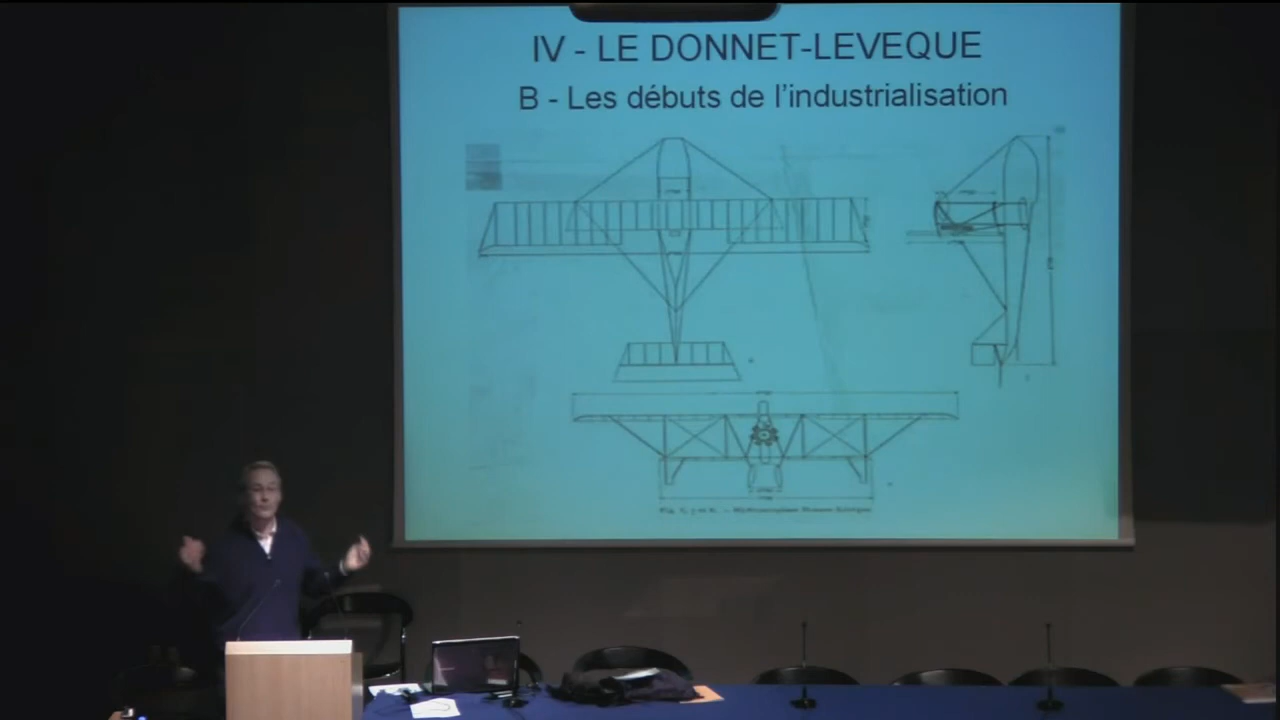 IV - LE DONNET-LEVEQUE
B - Les débuts de l'industrialisation